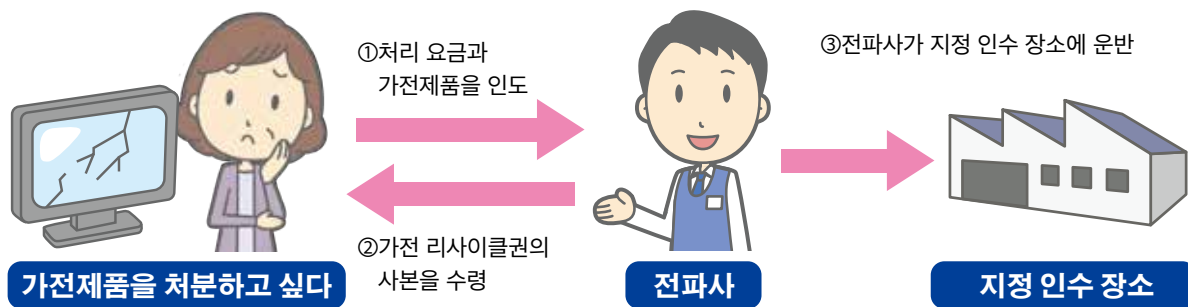 ①처리 요금과
가전제품을 인도
③전파사가 지정 인수 장소에 운반
②가전 리사이클권의
사본을 수령
가전제품을 처분하고 싶다
전파사
지정 인수 장소